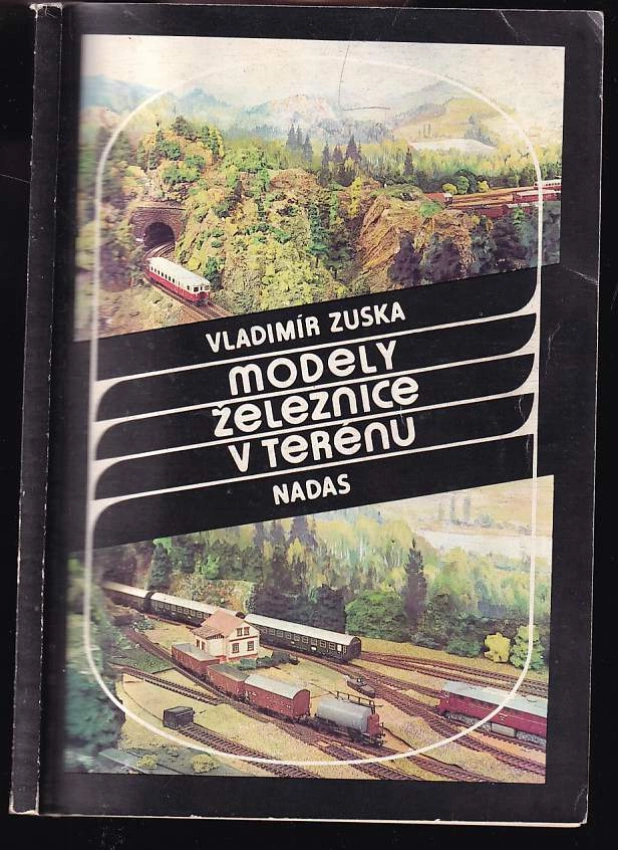 VLADIMÍR ZUSKA
MODELY
ŽELEZNICE
V TERÉNU
NADAS